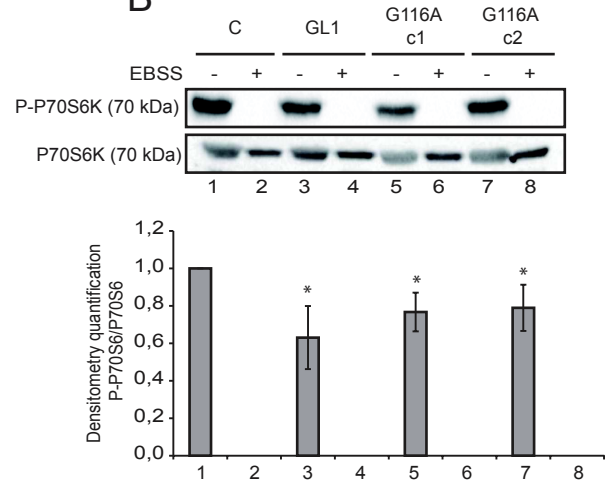 B
C GL1 G116A c1 G116A c2
EBSS - + - + - + - +
P-P70S6K (70 kDa)
P70S6K (70 kDa)
1 2 3 4 5 6 7 8
Densitometry quantification
P-P70S6/P70S6
1,2
1,0
0,8
0,6
0,4
0,2
0,0
* * *
1 2 3 4 5 6 7 8